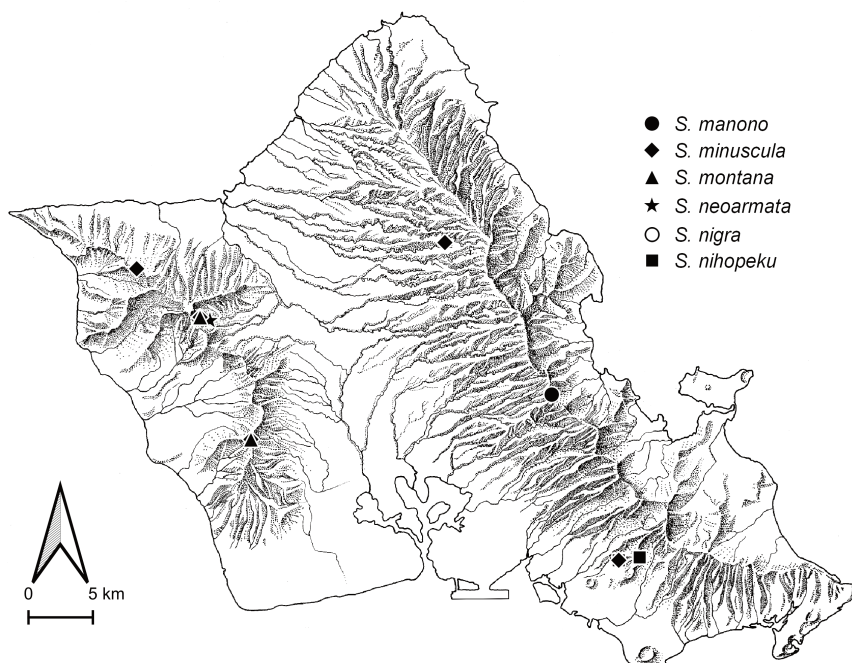 S. manono
S. minuscula
S. montana
S. neoarmata
S. nigra
S. nihopeku
0 5 km